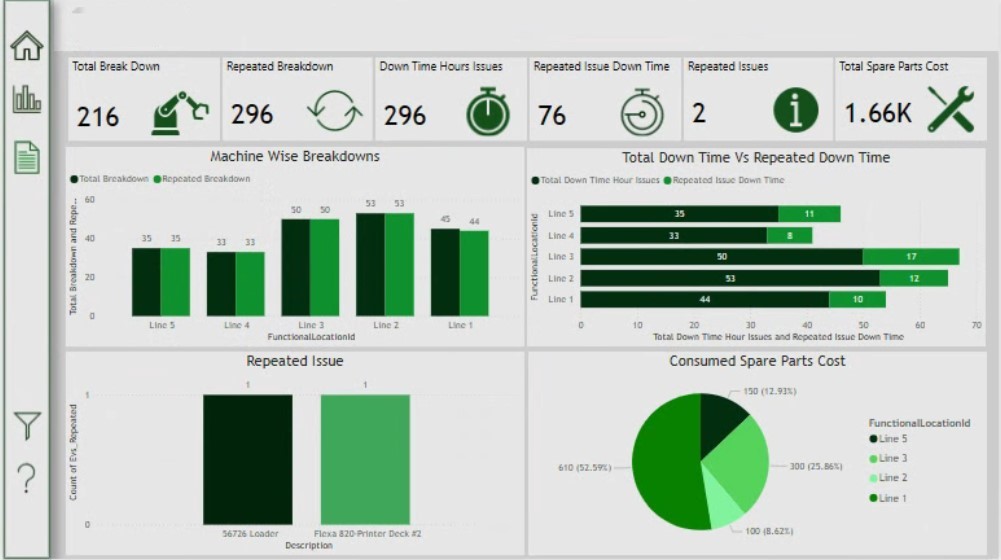 Total Break Down
216
Repeated Breakdown
296
Down Time Hours Issues
296
Repeated Issue Down Time
76
Repeated Issues
2
Total Spare Parts Cost
1.66K
Machine Wise Breakdowns
Total Breakdown Repeated Breakdown
Total Breakdown and Repe..
60
40
20
0
35 35
33 33
50 50
53 53
45 44
Line 5 Line 4 Line 3 Line 2 Line 1
FunctionalLocationId
Total Down Time Vs Repeated Down Time
Total Down Time Hour Issues Repeated Issue Down Time
FunctionalLocationId
Line 5 35 11
Line 4 33 8
Line 3 50 17
Line 2 53 12
Line 1 44 10
0 10 20 30 40 50 60 70
Total Down Time Hour Issues and Repeated Issue Down Time
Repeated Issue
Count of Evs_Repeated
1
0
1 1
56726 Loader Flexa 820-Printer Deck #2
Description
Consumed Spare Parts Cost
150 (12.93%)
300 (25.86%)
100 (8.62%)
610 (52.59%)
FunctionalLocationId
Line 5
Line 3
Line 2
Line 1